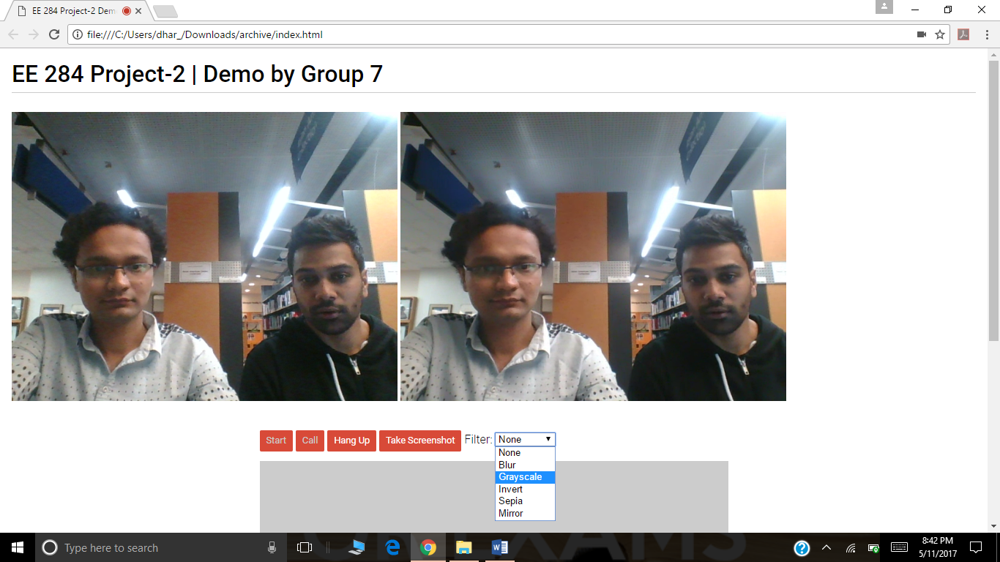 EE 284 Project-2 Dem
file:///C:/Users/dhar_/Downloads/archive/index.html
EE 284 Project-2 | Demo by Group 7
Start Call Hang Up Take Screenshot Filter: None
None
Blur
Grayscale
Invert
Sepia
Mirror
Type here to search
8:42 PM
5/11/2017